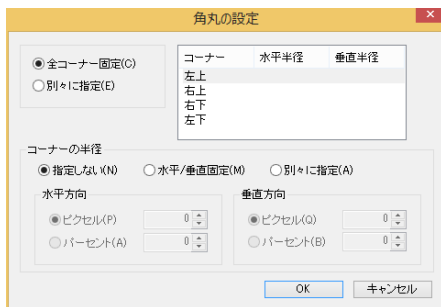 角丸の設定
全コーナー固定(C)
別々に指定(E)
コーナー 水平半径 垂直半径
左上
右上
右下
左下
コーナーの半径
指定しない(N) 水平/垂直固定(M) 別々に指定(A)
水平方向 垂直方向
ピクセル(P) 0 ピクセル(Q) 0
パーセント(A) 0 パーセント(B) 0
OK キャンセル